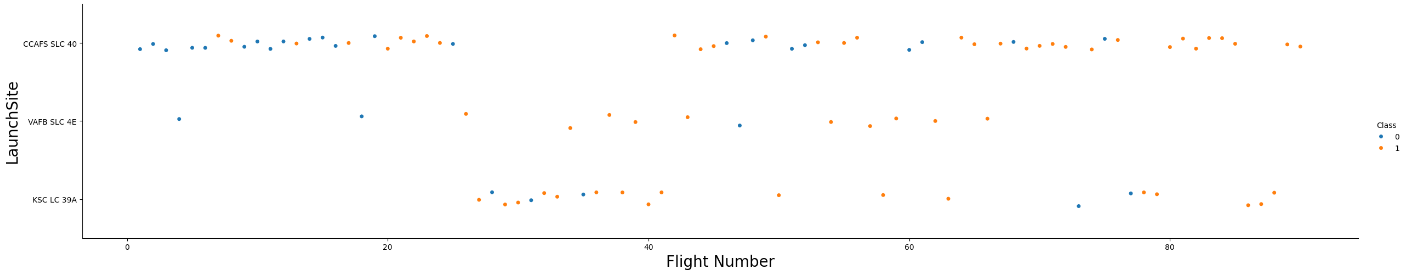 CCAFS SLC 40
VAFB SLC 4E
KSC LC 39A
LaunchSite
0 20 40 60 80
Flight Number
Class
0
1